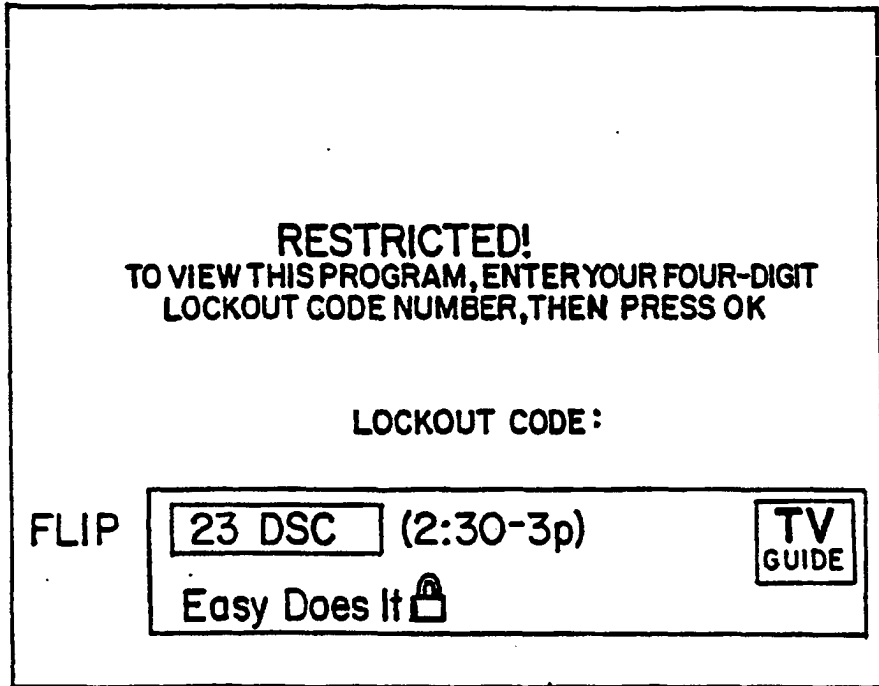 RESTRICTED!
TO VIEW THIS PROGRAM, ENTER YOUR FOUR-DIGIT
LOCKOUT CODE NUMBER, THEN PRESS OK
LOCKOUT CODE:
FLIP 23 DSC (2:30-3p) TV
GUIDE
Easy Does It